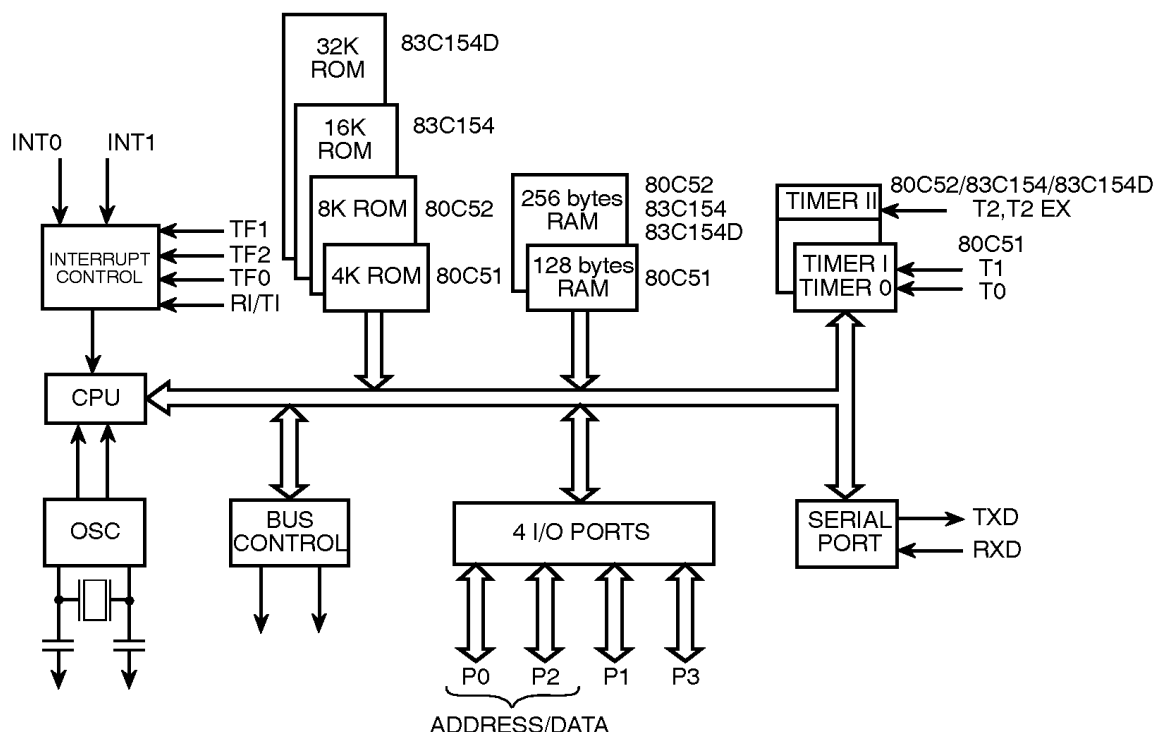 32K
ROM
83C154D
16K
ROM
83C154
INT0
INT1
8K ROM
80C52
256 bytes
RAM
80C52
83C154
83C154D
TIMER II
80C52/83C154/83C154D
T2,T2 EX
INTERRUPT
CONTROL
TF1
TF2
TF0
RI/TI
4K ROM
80C51
128 bytes
RAM
80C51
TIMER I
TIMER 0
80C51
T1
T0
CPU
OSC
BUS
CONTROL
4 I/O PORTS
SERIAL
PORT
TXD
RXD
P0
P2
P1
P3
ADDRESS/DATA